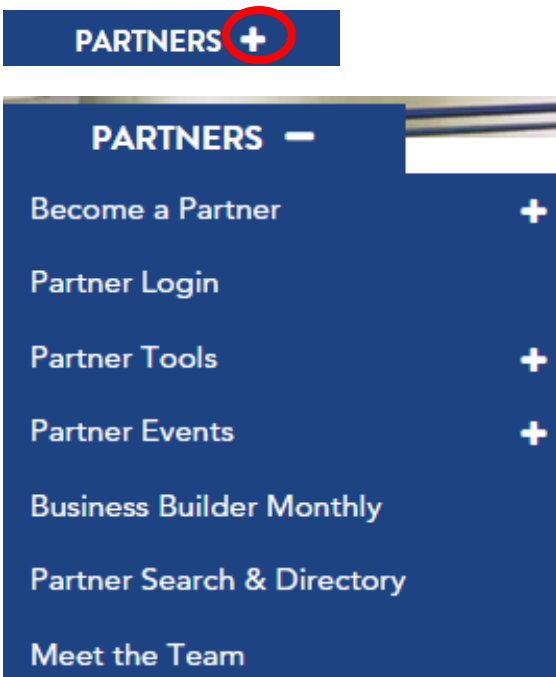 PARTNERS +
PARTNERS −
Become a Partner +
Partner Login
Partner Tools +
Partner Events +
Business Builder Monthly
Partner Search & Directory
Meet the Team